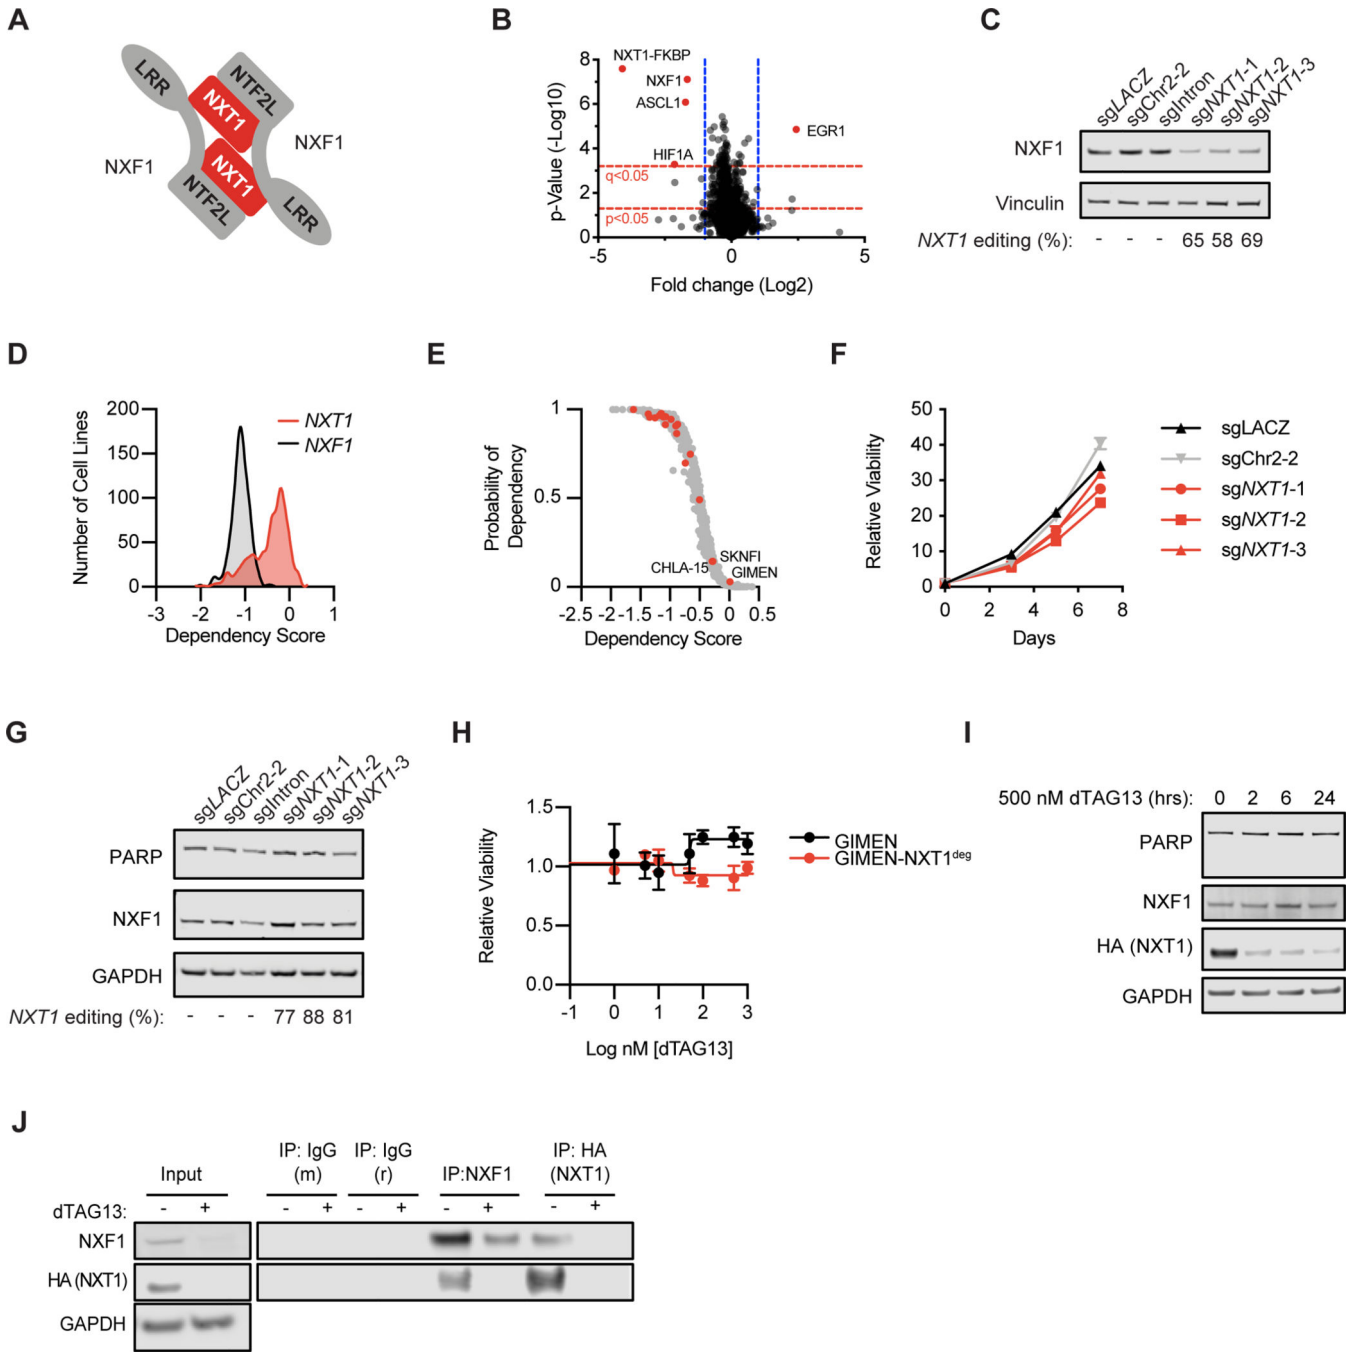 A
LRR
NTF2L
NXT1
NXF1
NXF1
NXT1
NTF2L
LRR
B
8
6
4
2
0
-5
0
5
NXT1-FKBP
NXF1
ASCL1
EGR1
HIF1A
q<0.05
p<0.05
p-Value (-Log10)
Fold change (Log2)
C
sgLACZ
sgChr2-2
sgIntron
sgNXT1-1
sgNXT1-2
sgNXT1-3
NXF1
Vinculin
NXT1 editing (%): - - - 65 58 69
D
200
150
100
50
0
-3 -2 -1 0 1
Number of Cell Lines
Dependency Score
NXT1
NXF1
E
1
0.5
0
-2.5 -2 -1.5 -1 -0.5 0 0.5
Probability of
Dependency
Dependency Score
CHLA-15
SKNFI
GIMEN
F
50
40
30
20
10
0
0 2 4 6 8
Relative Viability
Days
sgLACZ
sgChr2-2
sgNXT1-1
sgNXT1-2
sgNXT1-3
G
sgLACZ
sgChr2-2
sgIntron
sgNXT1-1
sgNXT1-2
sgNXT1-3
PARP
NXF1
GAPDH
NXT1 editing (%): - - - 77 88 81
H
1.5
1.0
0.5
0.0
-1 0 1 2 3
Relative Viability
Log nM [dTAG13]
GIMEN
GIMEN-NXT1deg
I
500 nM dTAG13 (hrs): 0 2 6 24
PARP
NXF1
HA (NXT1)
GAPDH
J
Input
IP: IgG
(m)
IP: IgG
(r)
IP:NXF1
IP: HA
(NXT1)
dTAG13: - + - + - + - + - +
NXF1
HA (NXT1)
GAPDH